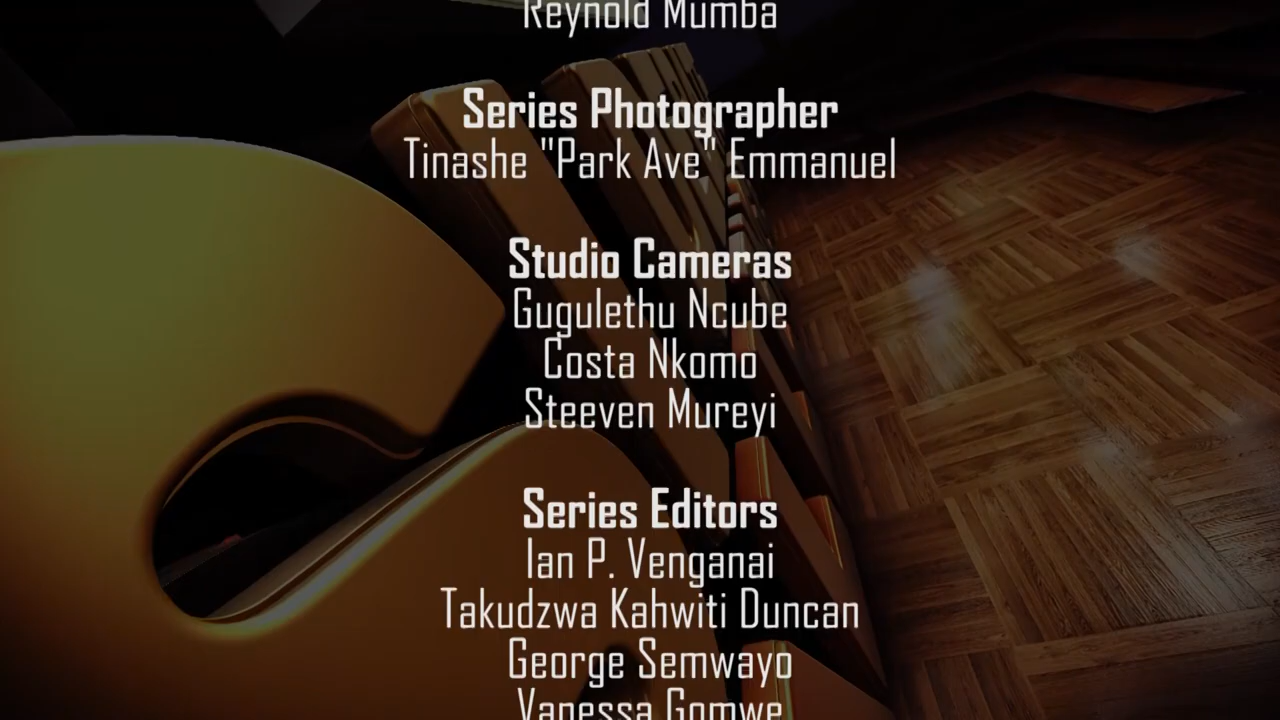 Reynold Mumba
Series Photographer
Tinashe "Park Ave" Emmanuel
Studio Cameras
Gugulethu Ncube
Costa Nkomo
Steeven Mureyi
Series Editors
Ian P. Venganai
Takudzwa Kahwiti Duncan
George Semwayo
Vanessa Gomwe